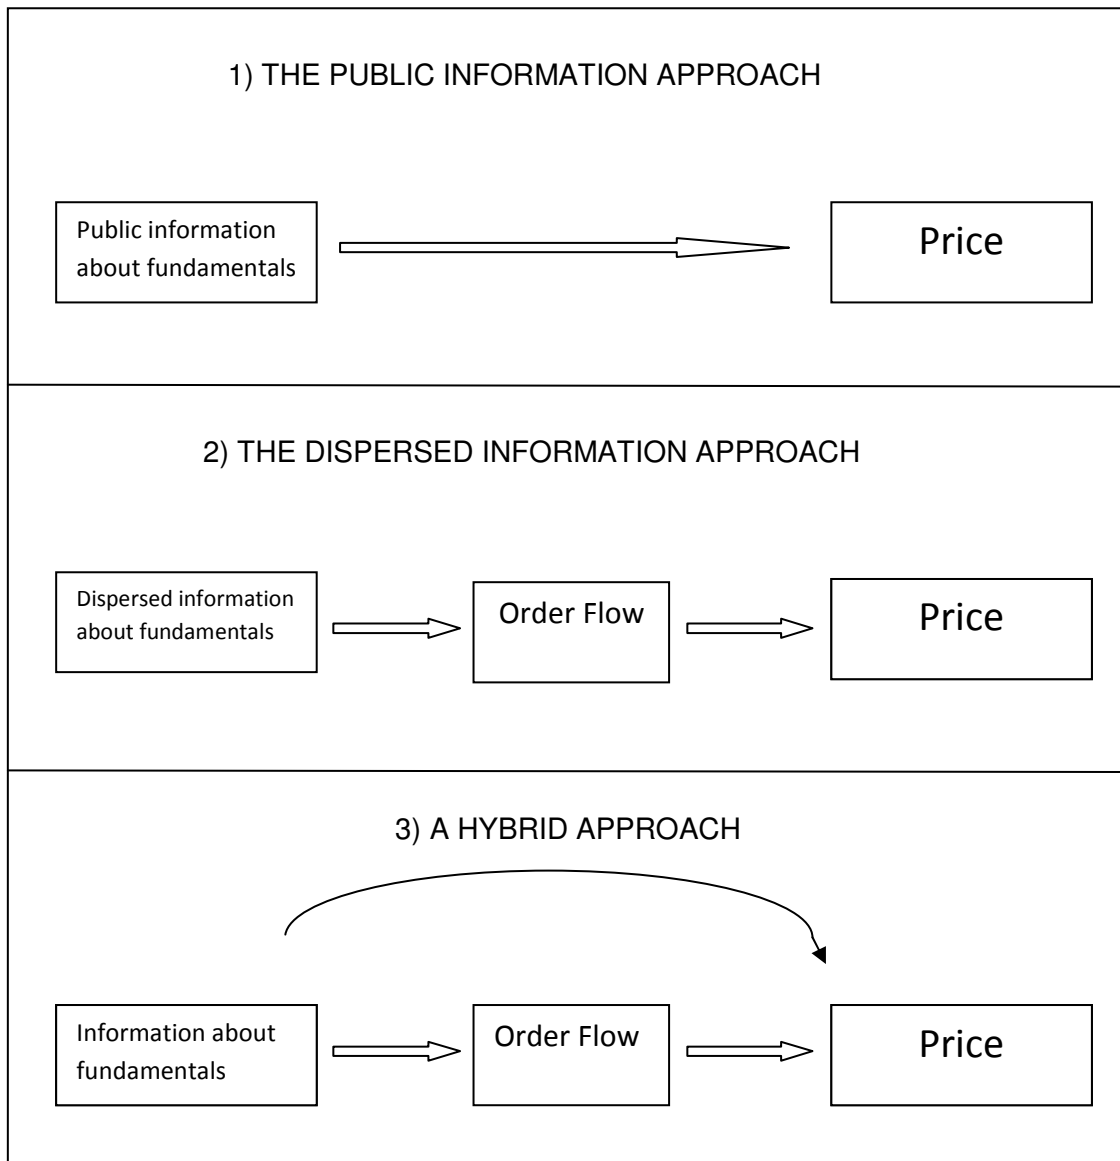 1) THE PUBLIC INFORMATION APPROACH
Public information
about fundamentals
Price
2) THE DISPERSED INFORMATION APPROACH
Dispersed information
about fundamentals
Order Flow
Price
3) A HYBRID APPROACH
Information about
fundamentals
Order Flow
Price